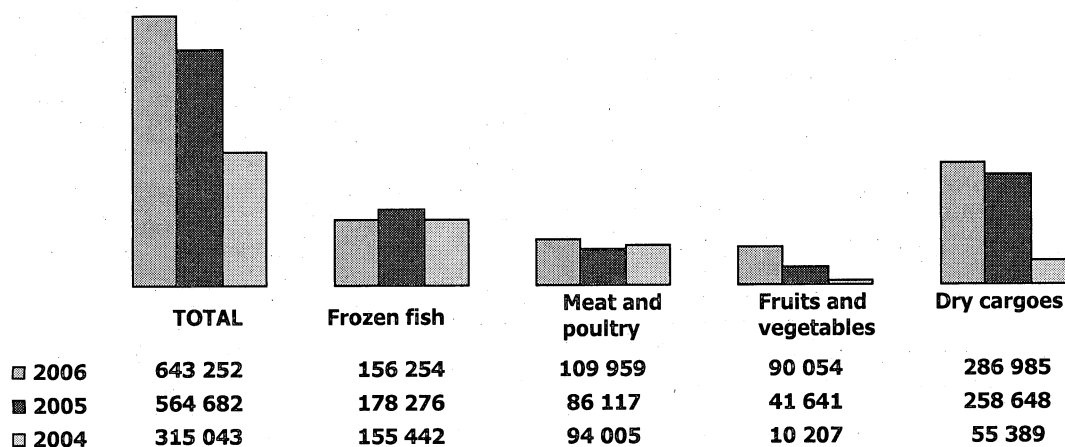 TOTAL Frozen fish Meat and poultry Fruits and vegetables Dry cargoes
2006 643 252 156 254 109 959 90 054 286 985
2005 564 682 178 276 86 117 41 641 258 648
2004 315 043 155 442 94 005 10 207 55 389